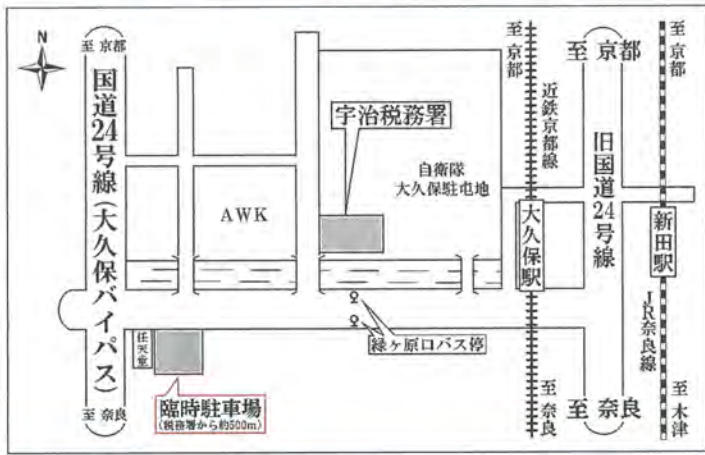 N
至 京都
国道24号線(大久保バイパス)
至 奈良
宇治税務署
自衛隊
大久保駐屯地
AWK
緑ヶ原口バス停
任天堂
臨時駐車場
(税務署から約500m)
至 京都
近鉄京都線
大久保駅
至 奈良
至 京都
旧国道24号線
至 奈良
至 京都
新田駅
JR奈良線
至 木津